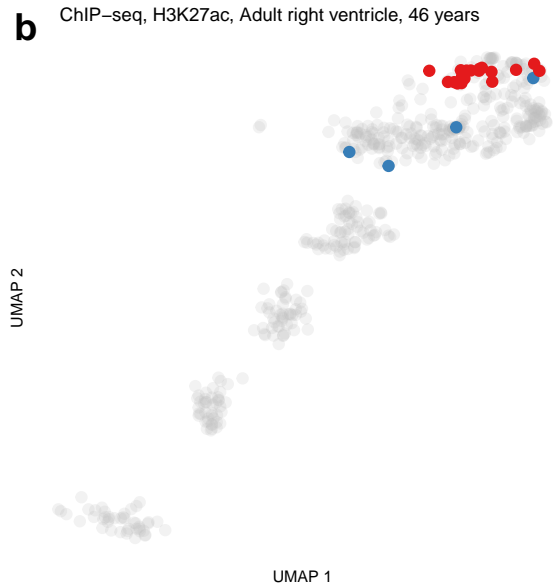 b
ChIP−seq, H3K27ac, Adult right ventricle, 46 years
UMAP 2
UMAP 1